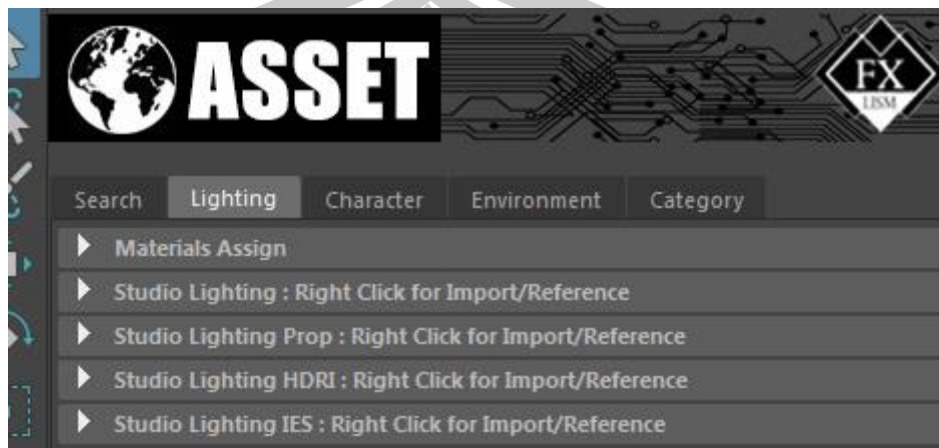 ASSET
FX
LISM
Search Lighting Character Environment Category
Materials Assign
Studio Lighting : Right Click for Import/Reference
Studio Lighting Prop : Right Click for Import/Reference
Studio Lighting HDRI : Right Click for Import/Reference
Studio Lighting IES : Right Click for Import/Reference